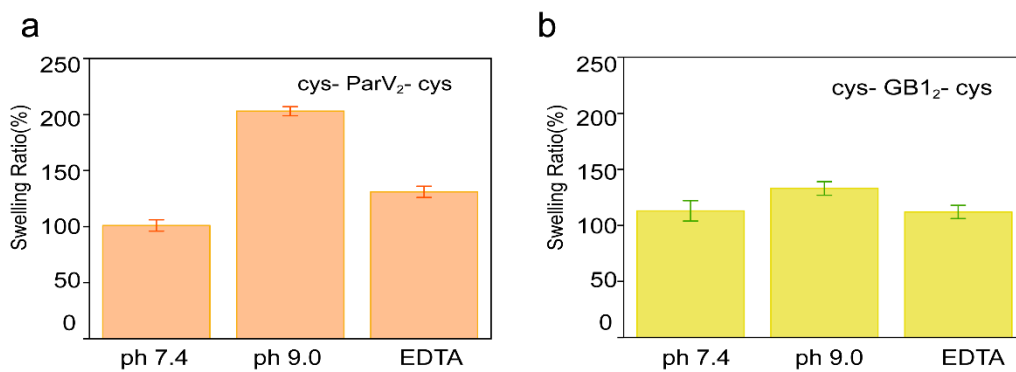 a
250
200
150
100
50
0
Swelling Ratio(%)
cys- ParV₂- cys
ph 7.4
ph 9.0
EDTA
b
250
200
150
100
50
0
Swelling Ratio(%)
cys- GB1₂- cys
ph 7.4
ph 9.0
EDTA